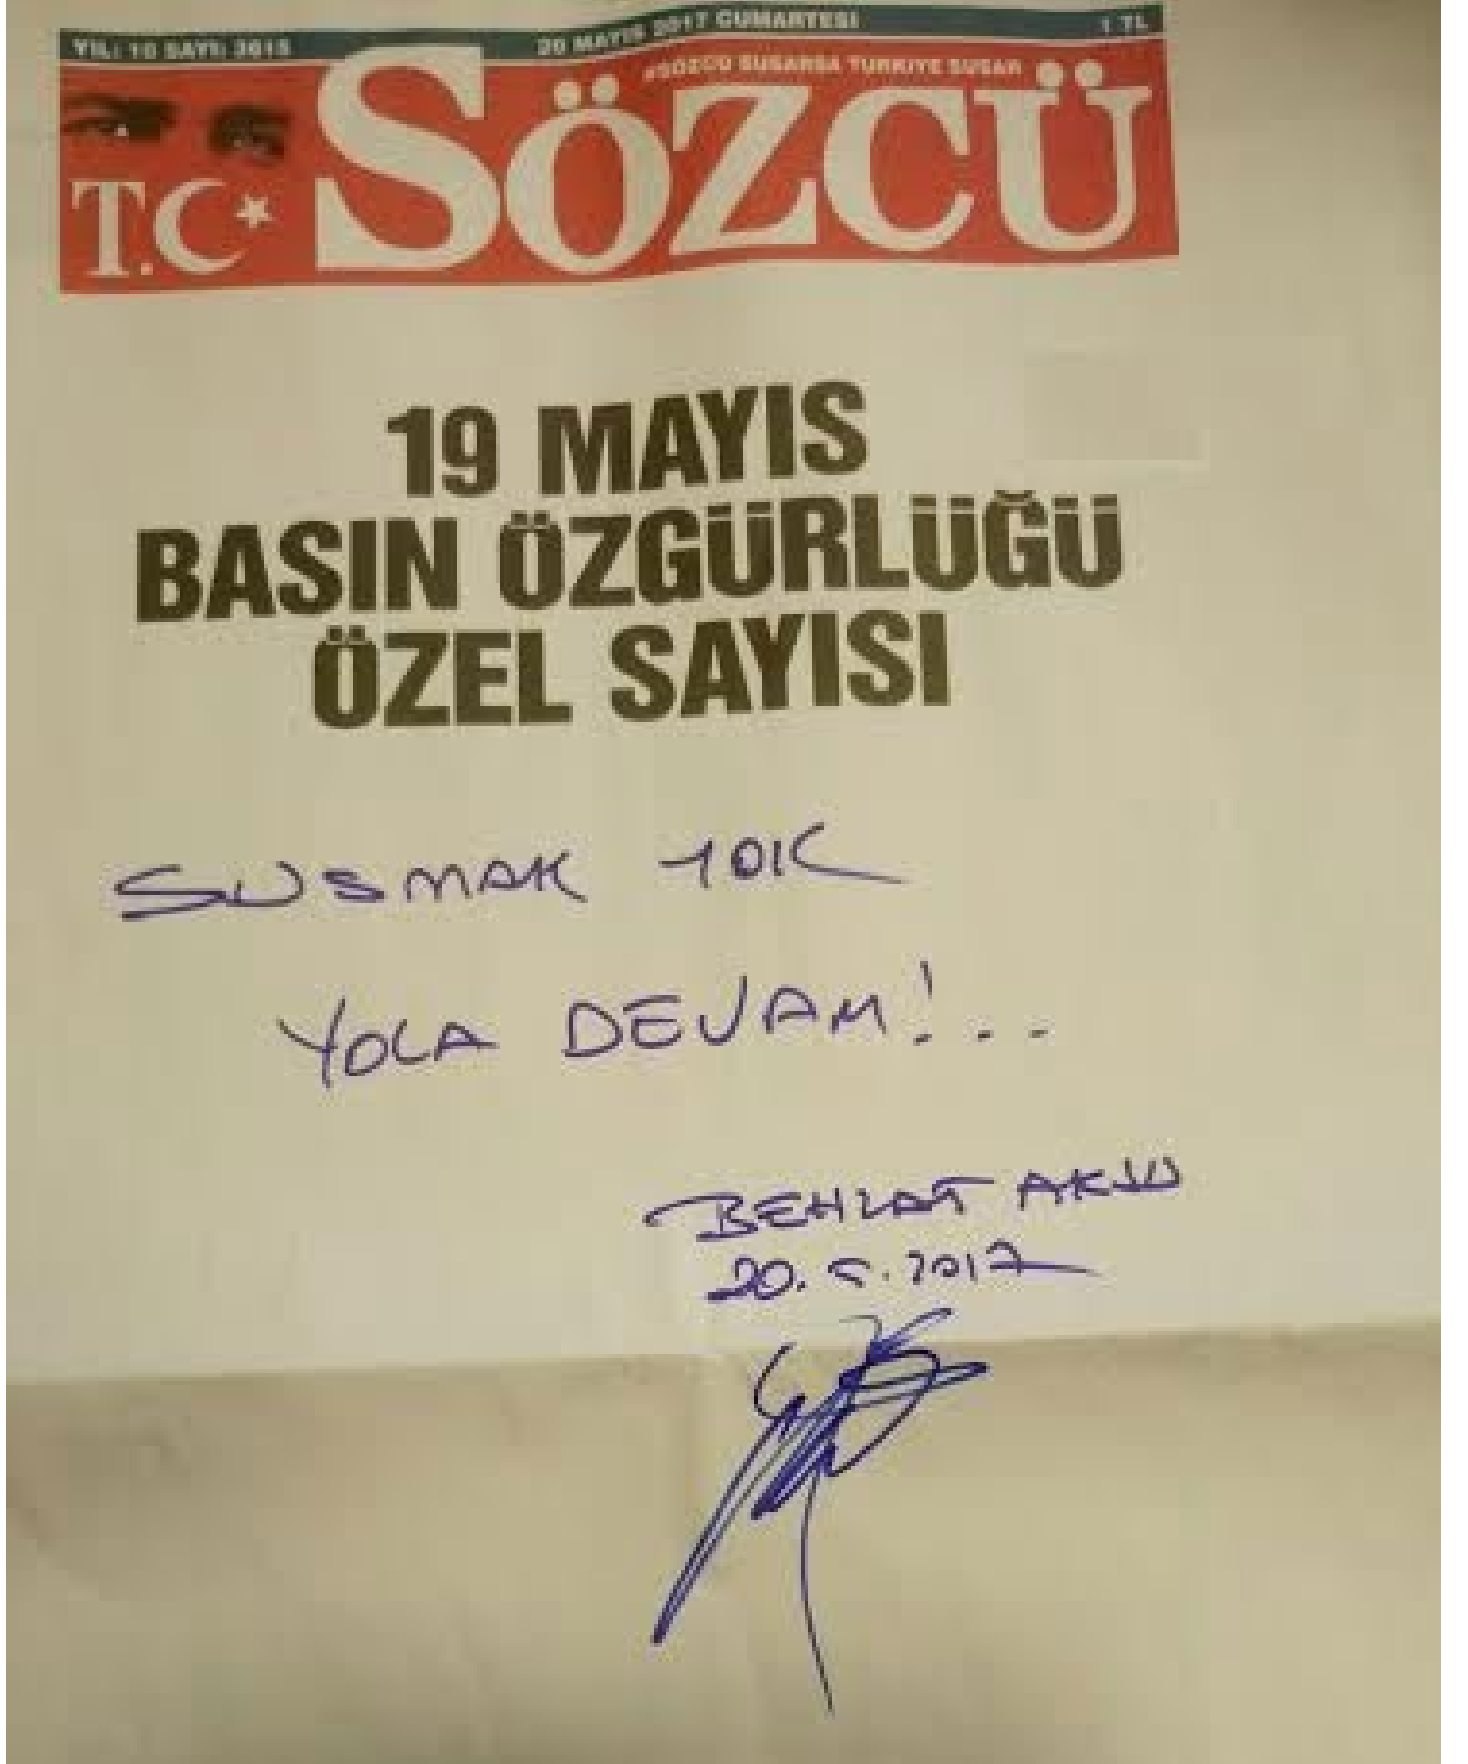 YIL: 10 SAYI: 3615 20 MAYIS 2017 CUMARTESİ 1 TL
#SÖZCÜ SUSARSA TÜRKİYE SUSAR
T.C SÖZCÜ
19 MAYIS
BASIN ÖZGÜRLÜĞÜ
ÖZEL SAYISI
SUSMAK YOK
YOLA DEVAM!...
BEHZAT AKSU
20.5.2017